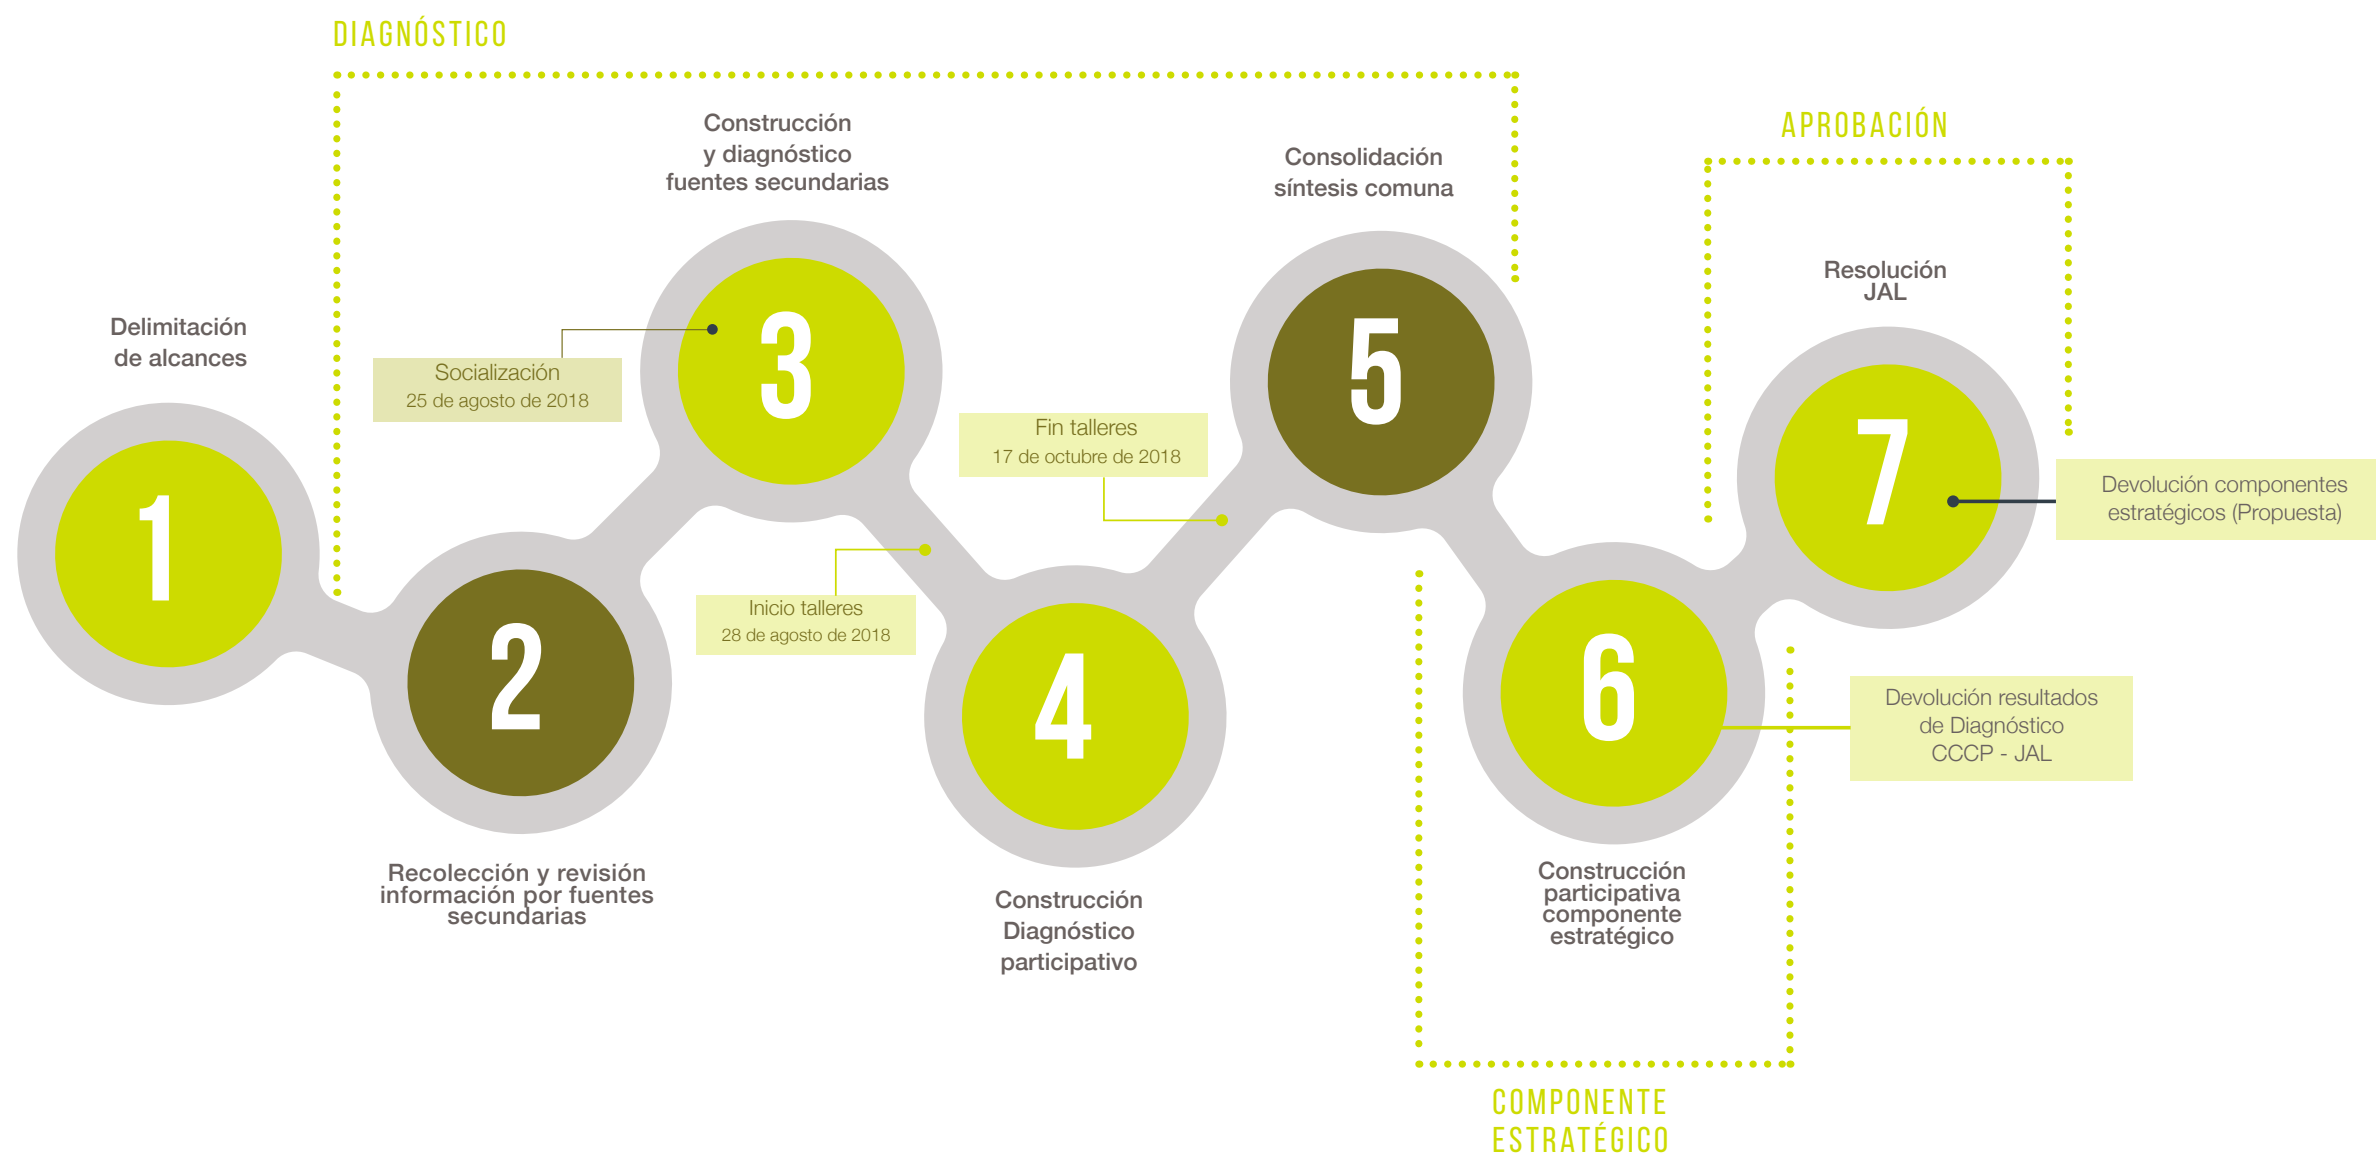 DIAGNÓSTICO
Delimitación
de alcances
1
Recolección y revisión
información por fuentes
secundarias
2
Construcción
y diagnóstico
fuentes secundarias
3
Socialización
25 de agosto de 2018
Inicio talleres
28 de agosto de 2018
4
Construcción
Diagnóstico
participativo
Fin talleres
17 de octubre de 2018
Consolidación
síntesis comuna
5
6
Construcción
participativa
componente
estratégico
Devolución resultados
de Diagnóstico
CCCP - JAL
COMPONENTE
ESTRATÉGICO
APROBACIÓN
Resolución
JAL
7
Devolución componentes
estratégicos (Propuesta)